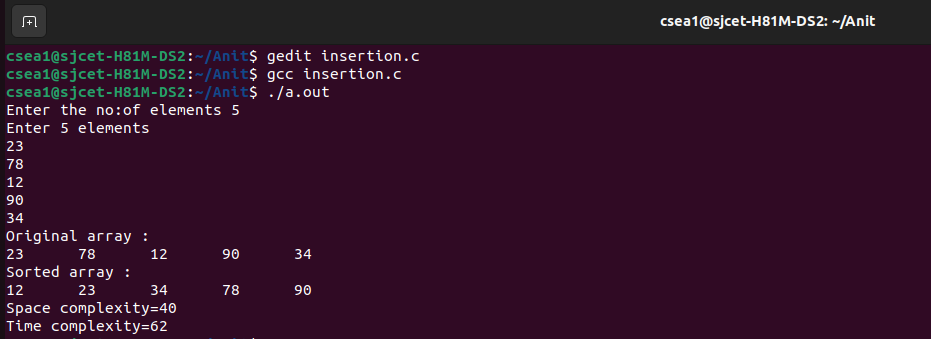 csea1@sjcet-H81M-DS2: ~/Anit
csea1@sjcet-H81M-DS2:~/Anit$ gedit insertion.c
csea1@sjcet-H81M-DS2:~/Anit$ gcc insertion.c
csea1@sjcet-H81M-DS2:~/Anit$ ./a.out
Enter the no:of elements 5
Enter 5 elements
23
78
12
90
34
Original array :
23 78 12 90 34
Sorted array :
12 23 34 78 90
Space complexity=40
Time complexity=62